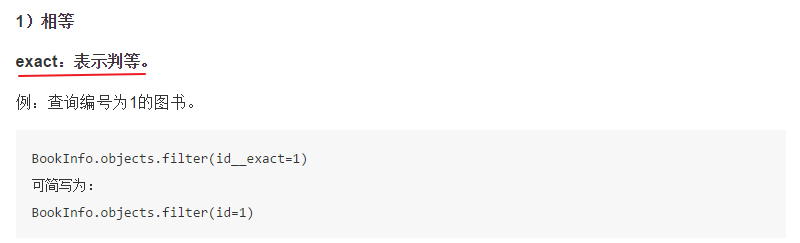 1）相等
exact：表示判等。
例：查询编号为1的图书。
BookInfo.objects.filter(id__exact=1)
可简写为：
BookInfo.objects.filter(id=1)